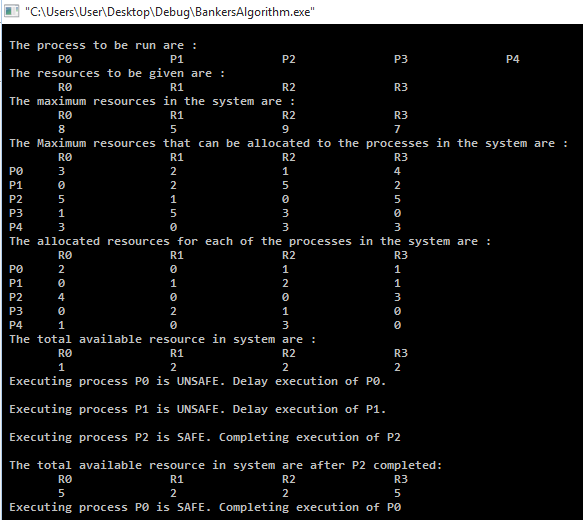 "C:\Users\User\Desktop\Debug\BankersAlgorithm.exe"
The process to be run are :
P0 P1 P2 P3 P4
The resources to be given are :
R0 R1 R2 R3
The maximum resources in the system are :
R0 R1 R2 R3
8 5 9 7
The Maximum resources that can be allocated to the processes in the system are :
R0 R1 R2 R3
P0 3 2 1 4
P1 0 2 5 2
P2 5 1 0 5
P3 1 5 3 0
P4 3 0 3 3
The allocated resources for each of the processes in the system are :
R0 R1 R2 R3
P0 2 0 1 1
P1 0 1 2 1
P2 4 0 0 3
P3 0 2 1 0
P4 1 0 3 0
The total available resource in system are :
R0 R1 R2 R3
1 2 2 2
Executing process P0 is UNSAFE. Delay execution of P0.
Executing process P1 is UNSAFE. Delay execution of P1.
Executing process P2 is SAFE. Completing execution of P2
The total available resource in system are after P2 completed:
R0 R1 R2 R3
5 2 2 5
Executing process P0 is SAFE. Completing execution of P0